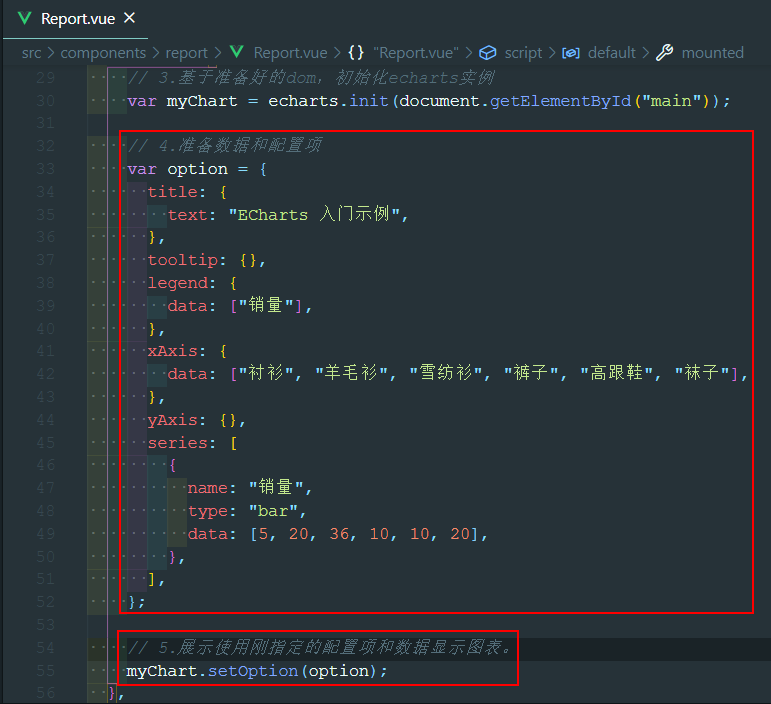 Report.vue
src > components > report > Report.vue > {} "Report.vue" > script > default > mounted
29 // 3.基于准备好的dom，初始化echarts实例
30 var myChart = echarts.init(document.getElementById("main"));
31
32 // 4.准备数据和配置项
33 var option = {
34 title: {
35 text: "ECharts 入门示例",
36 },
37 tooltip: {},
38 legend: {
39 data: ["销量"],
40 },
41 xAxis: {
42 data: ["衬衫", "羊毛衫", "雪纺衫", "裤子", "高跟鞋", "袜子"],
43 },
44 yAxis: {},
45 series: [
46 {
47 name: "销量",
48 type: "bar",
49 data: [5, 20, 36, 10, 10, 20],
50 },
51 ],
52 };
53
54 // 5.展示使用刚指定的配置项和数据显示图表。
55 myChart.setOption(option);
56 },